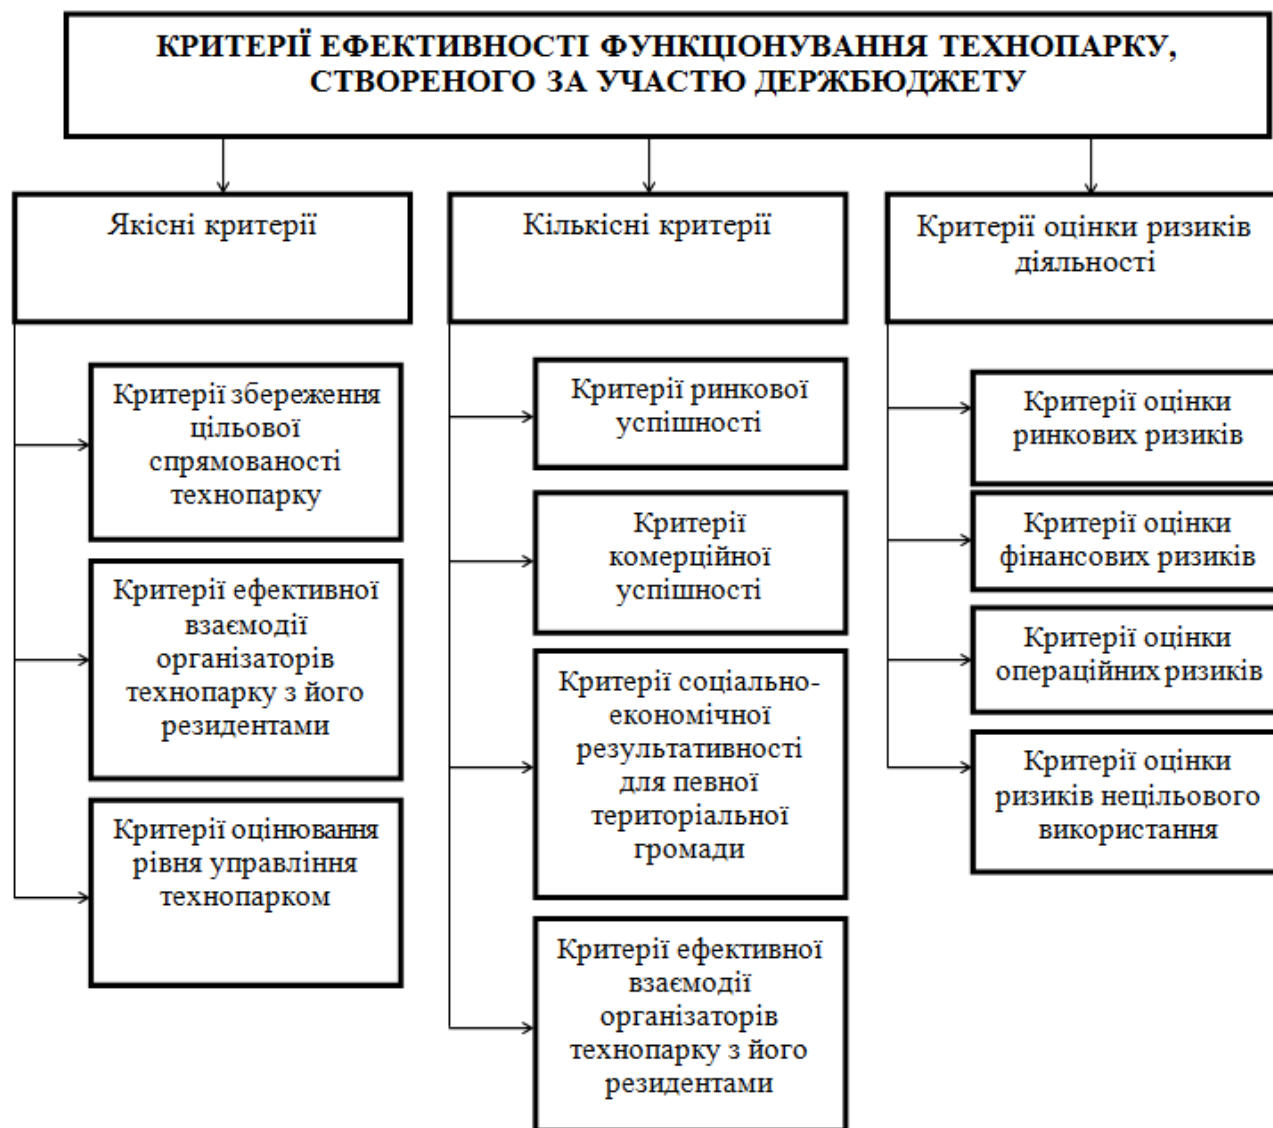 КРИТЕРІЇ ЕФЕКТИВНОСТІ ФУНКЦІОНУВАННЯ ТЕХНОПАРКУ,
СТВОРЕНОГО ЗА УЧАСТЮ ДЕРЖБЮДЖЕТУ
Якісні критерії
Критерії збереження
цільової
спрямованості
технопарку
Критерії ефективної
взаємодії
організаторів
технопарку з його
резидентами
Критерії оцінювання
рівня управління
технопарком
Кількісні критерії
Критерії ринкової
успішності
Критерії
комерційної
успішності
Критерії соціально-
економічної
результативності
для певної
територіальної
громади
Критерії ефективної
взаємодії
організаторів
технопарку з його
резидентами
Критерії оцінки ризиків
діяльності
Критерії оцінки
ринкових ризиків
Критерії оцінки
фінансових ризиків
Критерії оцінки
операційних ризиків
Критерії оцінки
ризиків нецільового
використання